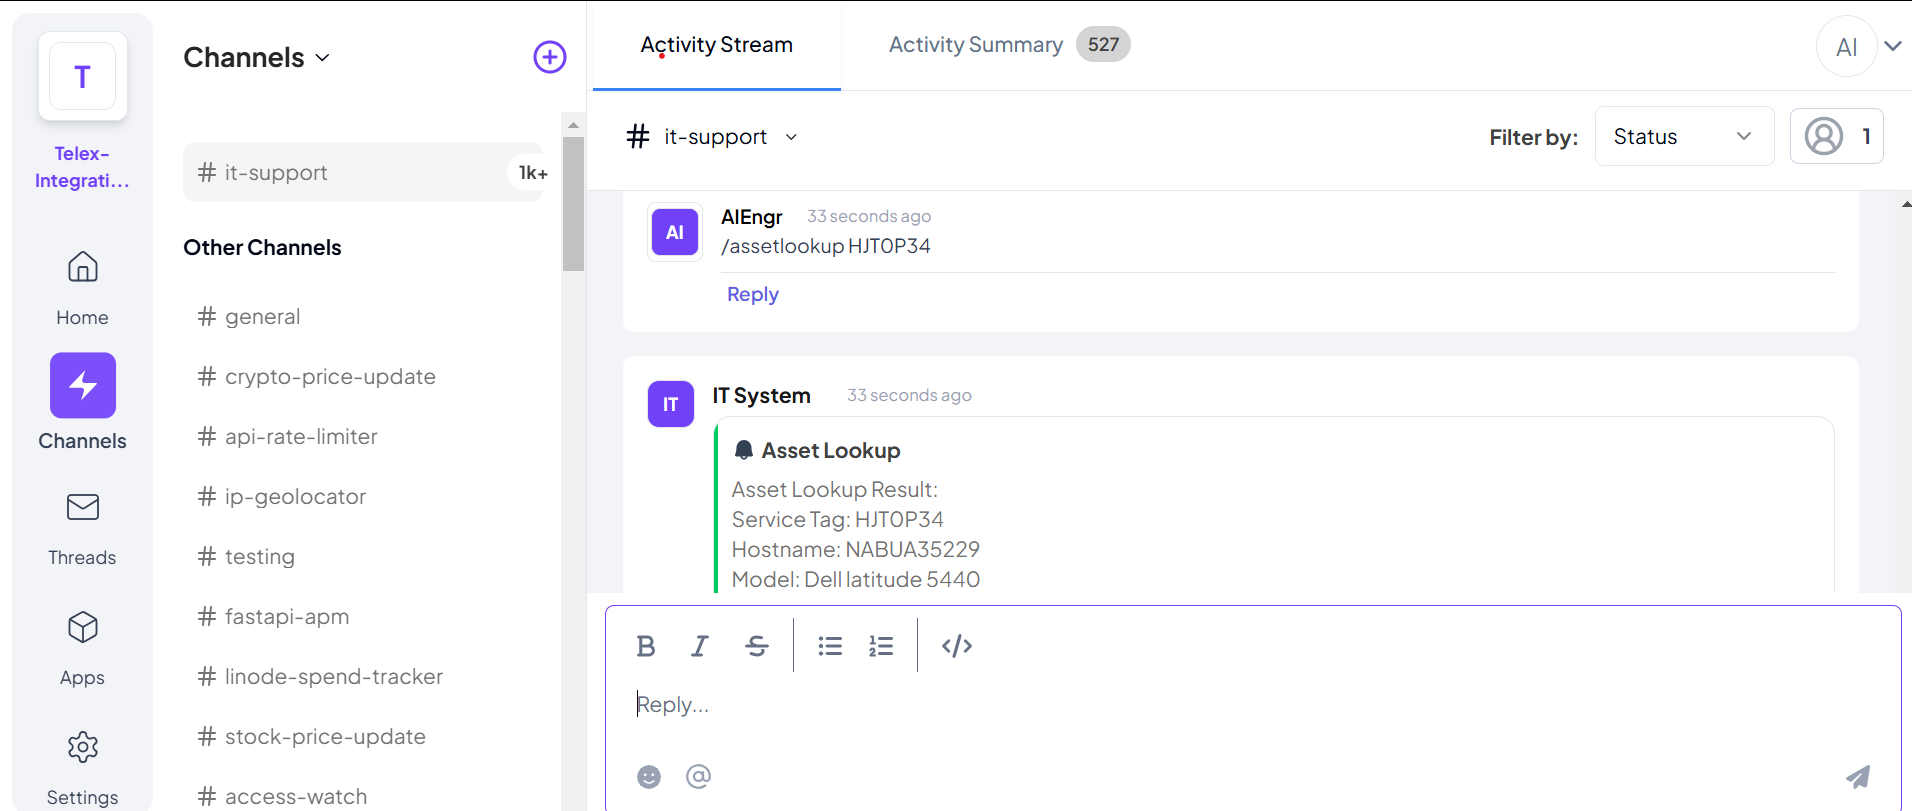 T
Telex-
Integrati...
Home
Channels
Threads
Apps
Settings
Channels
# it-support 1k+
Other Channels
# general
# crypto-price-update
# api-rate-limiter
# ip-geolocator
# testing
# fastapi-apm
# linode-spend-tracker
# stock-price-update
# access-watch
Activity Stream
Activity Summary 527
AI
# it-support
Filter by: Status 1
AI
AIEngr 33 seconds ago
/assetlookup HJT0P34
Reply
IT
IT System 33 seconds ago
Asset Lookup
Asset Lookup Result:
Service Tag: HJT0P34
Hostname: NABUA35229
Model: Dell latitude 5440
B I S </>
Reply...
@